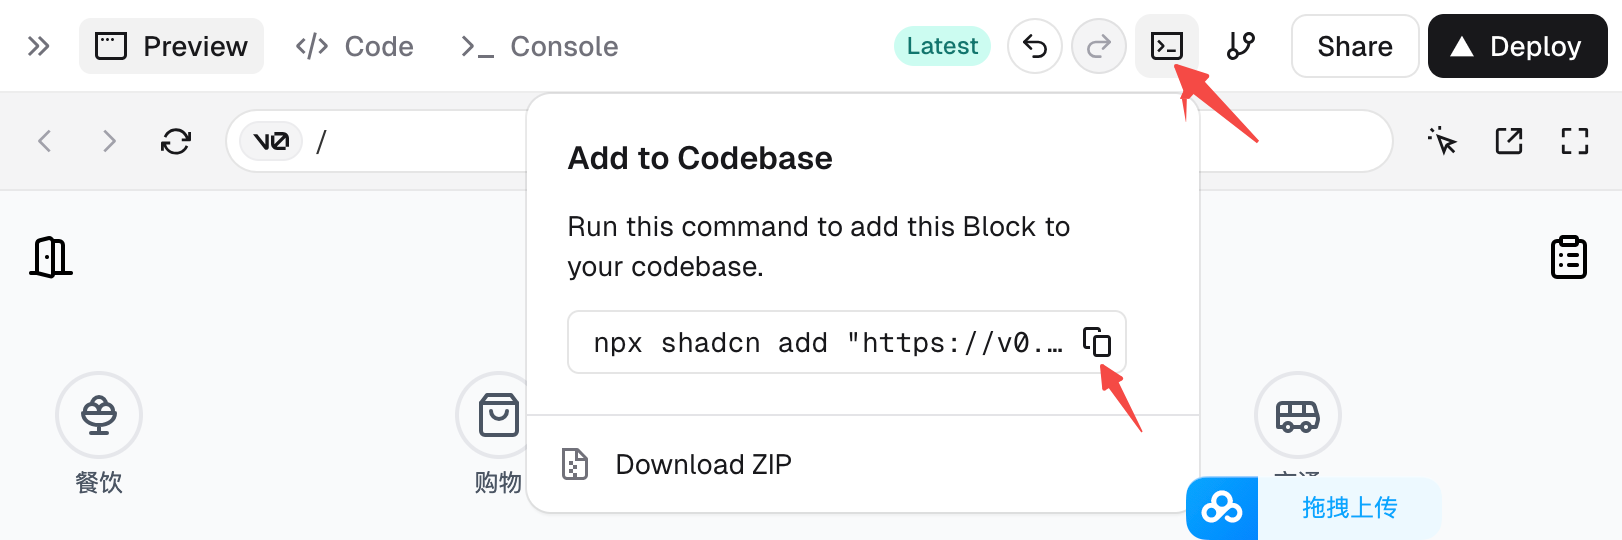 Preview
Code
Console
Latest
Share
Deploy
v0 /
Add to Codebase
Run this command to add this Block to
your codebase.
npx shadcn add "https://v0.…
Download ZIP
餐饮
购物
拖拽上传